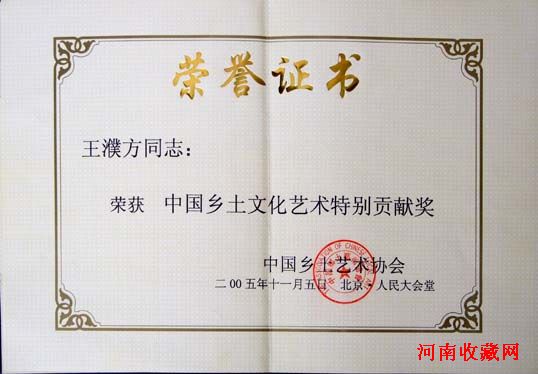 荣誉证书
王濮方同志：
荣获 中国乡土文化艺术特别贡献奖
中国乡土艺术协会
二00五年十一月五日 北京·人民大会堂
河南收藏网